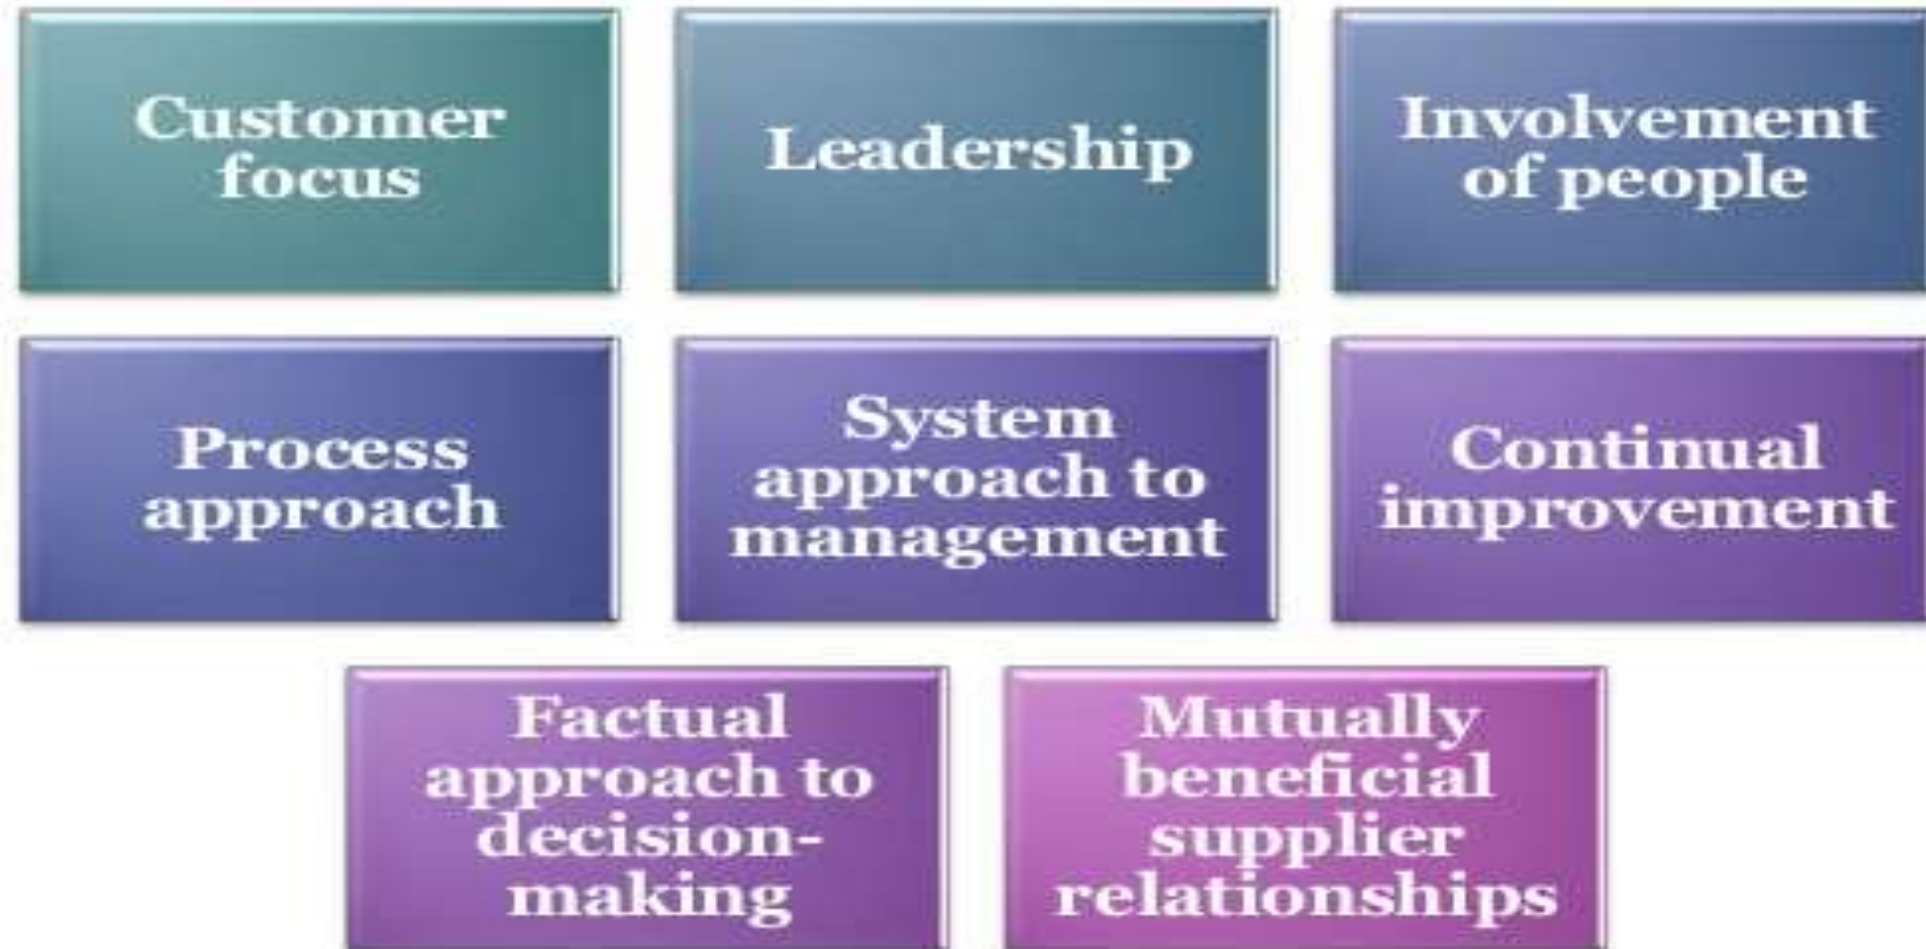 Customer
focus
Leadership
Involvement
of people
Process
approach
System
approach to
management
Continual
improvement
Factual
approach to
decision-
making
Mutually
beneficial
supplier
relationships